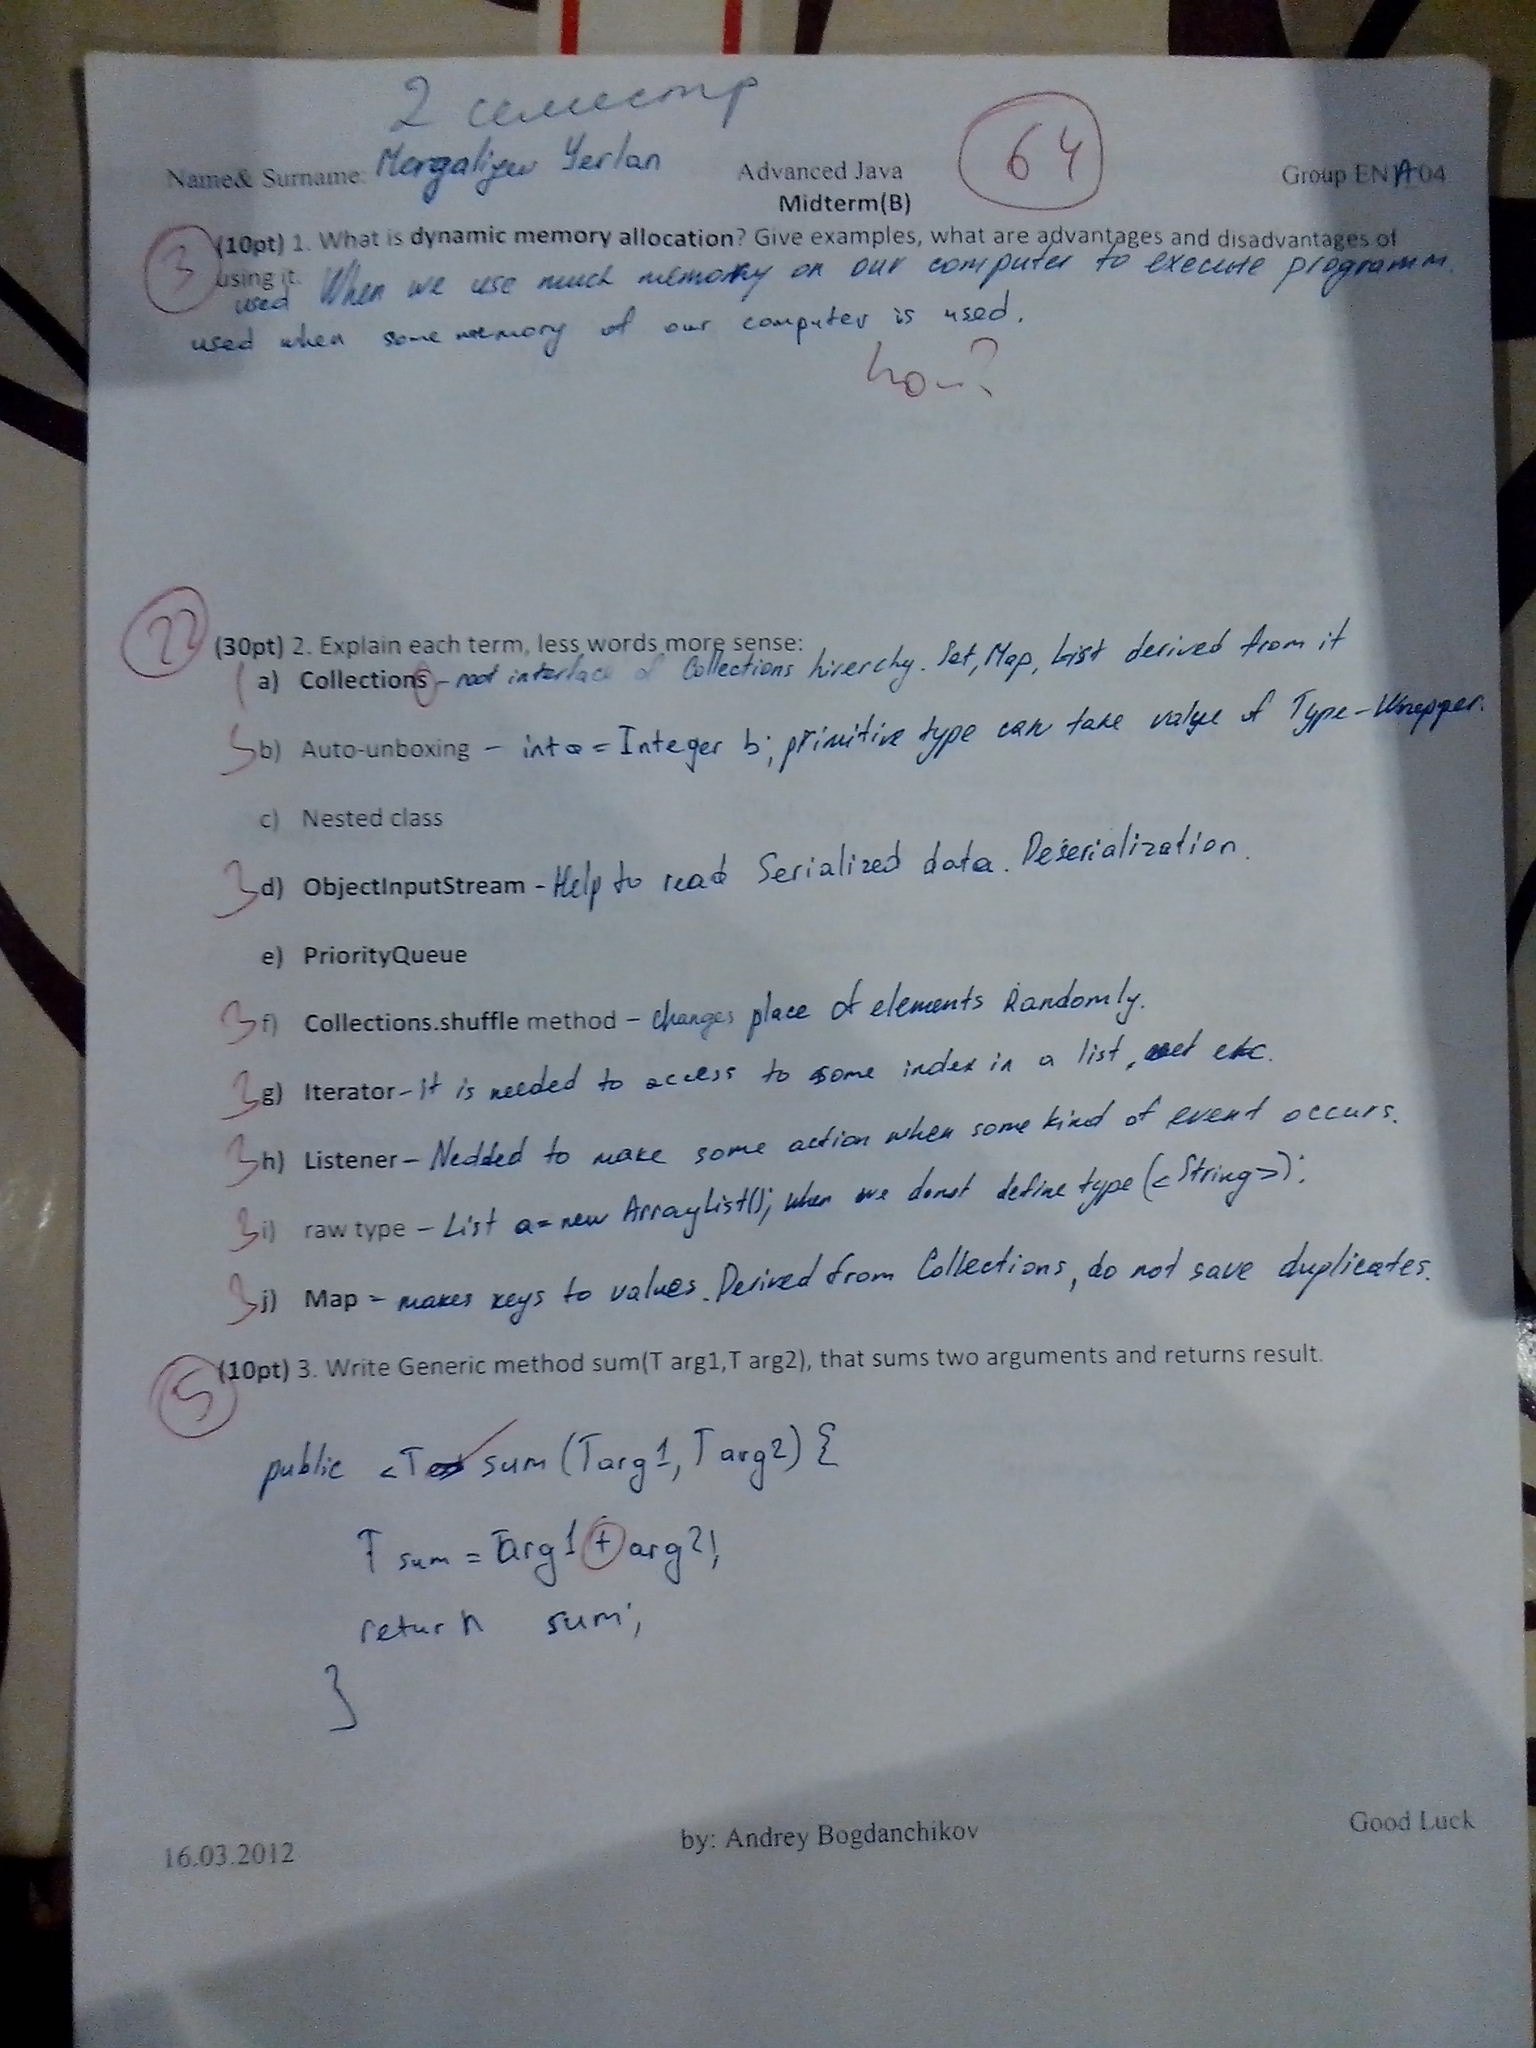 2 семестр
64
Name& Surname: Mergaliyev Yerlan Advanced Java Group EN1A04
Midterm(B)
3 (10pt) 1. What is dynamic memory allocation? Give examples, what are advantages and disadvantages of
using it. When we use much memory on our computer to execute programm.
used
used when some memory of our computer is used.
how?
22 (30pt) 2. Explain each term, less words more sense:
1 a) Collections - root interface of Collections hirerchy. Set, Map, List derived from it
3 b) Auto-unboxing - int a = Integer b; primitive type can take value of Type-Wrapper.
c) Nested class
3 d) ObjectInputStream - Help to read Serialized data. Deserialization.
e) PriorityQueue
3 f) Collections.shuffle method - changes place of elements Randomly.
3 g) Iterator - it is needed to access to some index in a list, set etc.
3 h) Listener - Nedded to make some action when some kind of event occurs.
3 i) raw type - List a = new ArrayList(); when we donot define type (<String>);
3 j) Map - makes keys to values. Derived from Collections, do not save duplicates.
5 (10pt) 3. Write Generic method sum(T arg1,T arg2), that sums two arguments and returns result.
public <T> sum (T arg1, T arg2) {
T sum = Targ1 + arg2;
return sum;
}
16.03.2012 by: Andrey Bogdanchikov Good Luck